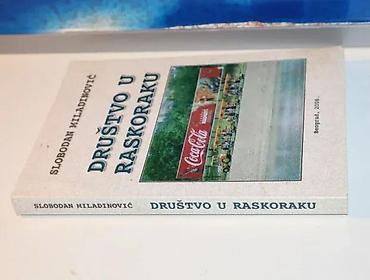 SLOBODAN MILADINOVIĆ
DRUŠTVO U
RASKORAKU
Coca-Cola
Beograd, 2006.
SLOBODAN MILADINOVIĆ DRUŠTVO U RASKORAKU